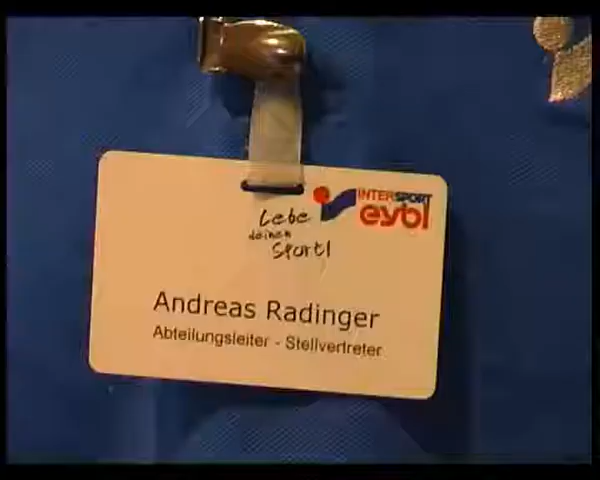 INTERSPORT
eybl
Lebe
deinen
Sport!
Andreas Radinger
Abteilungsleiter - Stellvertreter